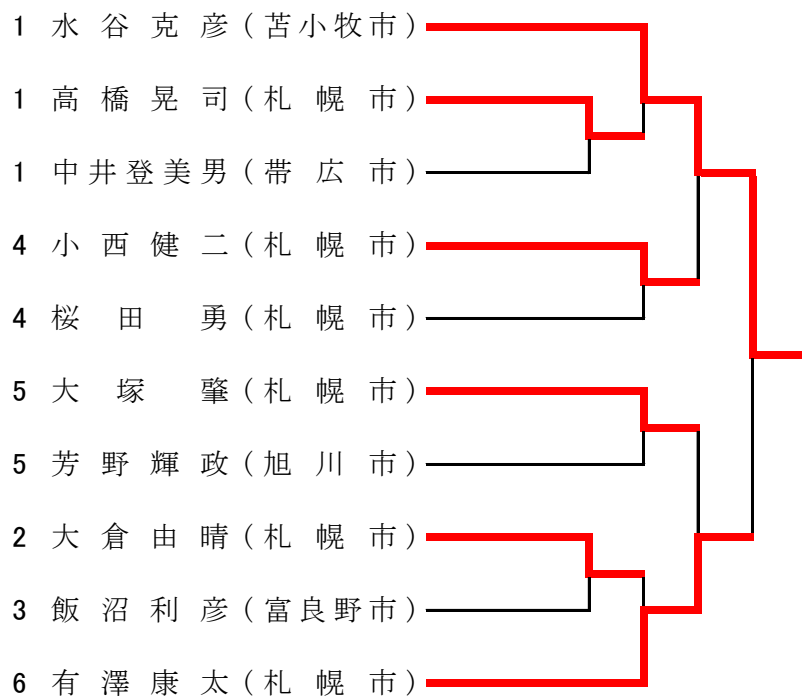 1 水谷克彦(苫小牧市)
1 高橋晃司(札幌市)
1 中井登美男(帯広市)
4 小西健二(札幌市)
4 桜田勇(札幌市)
5 大塚肇(札幌市)
5 芳野輝政(旭川市)
2 大倉由晴(札幌市)
3 飯沼利彦(富良野市)
6 有澤康太(札幌市)